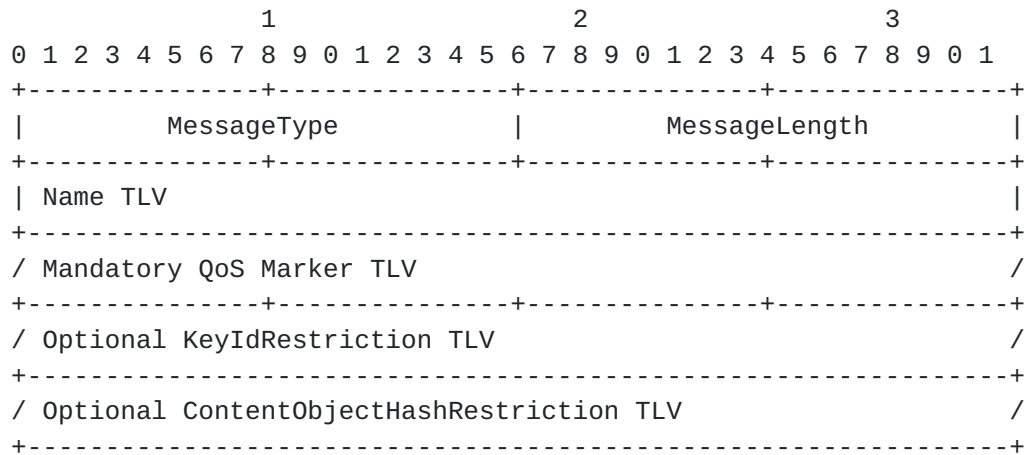 1                   2                   3
0 1 2 3 4 5 6 7 8 9 0 1 2 3 4 5 6 7 8 9 0 1 2 3 4 5 6 7 8 9 0 1
+---------------+---------------+---------------+---------------+
|         MessageType           |         MessageLength         |
+---------------+---------------+---------------+---------------+
| Name TLV                                                      |
+---------------------------------------------------------------+
/ Mandatory QoS Marker TLV                                      /
+---------------+---------------+---------------+---------------+
/ Optional KeyIdRestriction TLV                                 /
+---------------------------------------------------------------+
/ Optional ContentObjectHashRestriction TLV                     /
+---------------------------------------------------------------+